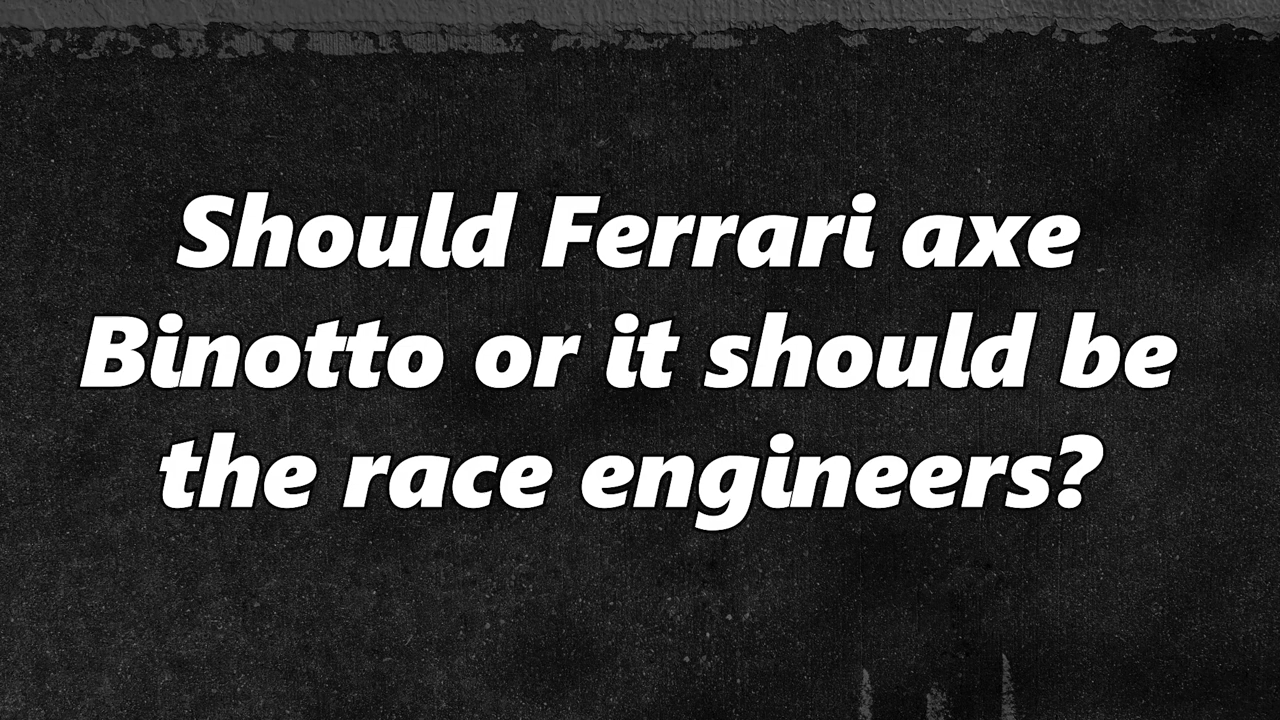 Should Ferrari axe
Binotto or it should be
the race engineers?